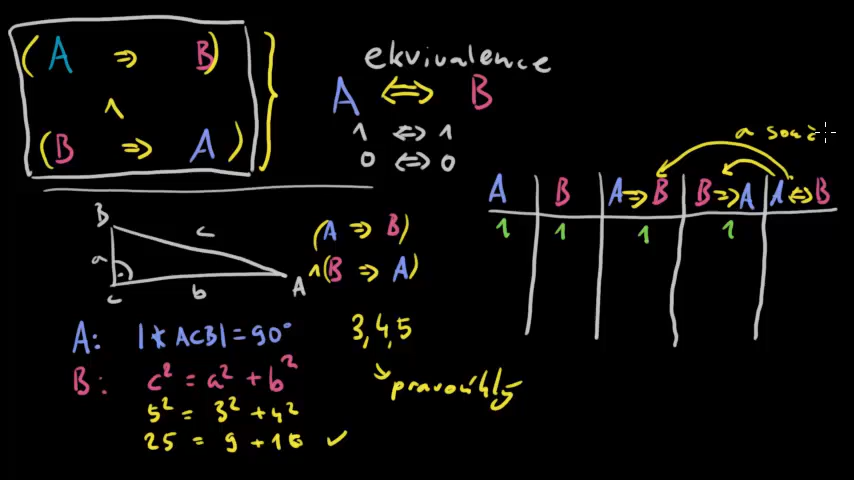 (A ⇒ B)
∧
(B ⇒ A)
ekvivalence
A ⇔ B
1 ⇔ 1
0 ⇔ 0
B
c
a
C
b
A
(A ⇒ B)
∧(B ⇒ A)
A: |∢ ACB| = 90°
B: c² = a² + b²
5² = 3² + 4²
25 = 9 + 16 ✓
3,4,5
pravoúhlý
a souč
A B A⇒B B⇒A A⇔B
1 1 1 1